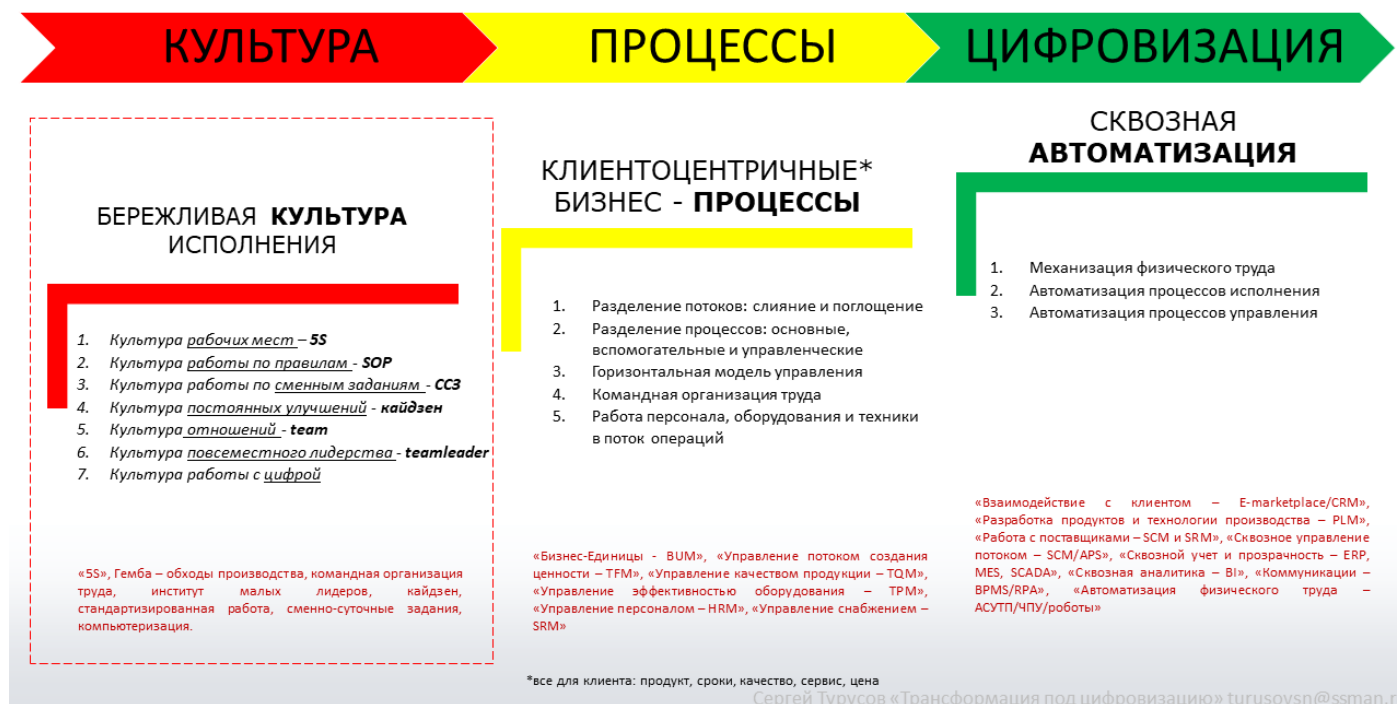 КУЛЬТУРА
ПРОЦЕССЫ
ЦИФРОВИЗАЦИЯ
БЕРЕЖЛИВАЯ КУЛЬТУРА
ИСПОЛНЕНИЯ
1. Культура рабочих мест – 5S
2. Культура работы по правилам - SOP
3. Культура работы по сменным заданиям - ССЗ
4. Культура постоянных улучшений - кайдзен
5. Культура отношений - team
6. Культура повсеместного лидерства - teamleader
7. Культура работы с цифрой
«5S», Гемба – обходы производства, командная организация
труда, институт малых лидеров, кайдзен,
стандартизированная работа, сменно-суточные задания,
компьютеризация.
КЛИЕНТОЦЕНТРИЧНЫЕ*
БИЗНЕС - ПРОЦЕССЫ
1. Разделение потоков: слияние и поглощение
2. Разделение процессов: основные,
вспомогательные и управленческие
3. Горизонтальная модель управления
4. Командная организация труда
5. Работа персонала, оборудования и техники
в поток операций
«Бизнес-Единицы - BUM», «Управление потоком создания
ценности – TFM», «Управление качеством продукции – TQM»,
«Управление эффективностью оборудования – TPM»,
«Управление персоналом – HRM», «Управление снабжением –
SRM»
*все для клиента: продукт, сроки, качество, сервис, цена
СКВОЗНАЯ
АВТОМАТИЗАЦИЯ
1. Механизация физического труда
2. Автоматизация процессов исполнения
3. Автоматизация процессов управления
«Взаимодействие с клиентом – E-marketplace/CRM»,
«Разработка продуктов и технологии производства – PLM»,
«Работа с поставщиками – SCM и SRM», «Сквозное управление
потоком – SCM/APS», «Сквозной учет и прозрачность – ERP,
MES, SCADA», «Сквозная аналитика – BI», «Коммуникации –
BPMS/RPA», «Автоматизация физического труда –
АСУТП/ЧПУ/роботы»
Сергей Турусов «Трансформация под цифровизацию» turusovsn@ssman.r